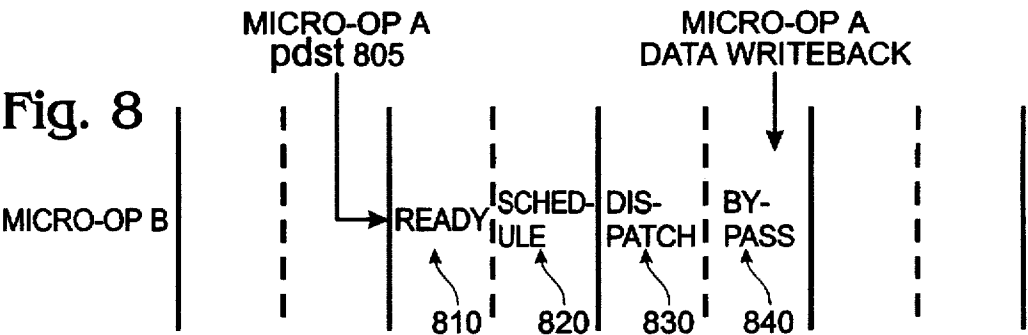 MICRO-OP A
pdst 805
MICRO-OP A
DATA WRITEBACK
Fig. 8
MICRO-OP B
READY
SCHED-
ULE
DIS-
PATCH
BY-
PASS
810
820
830
840